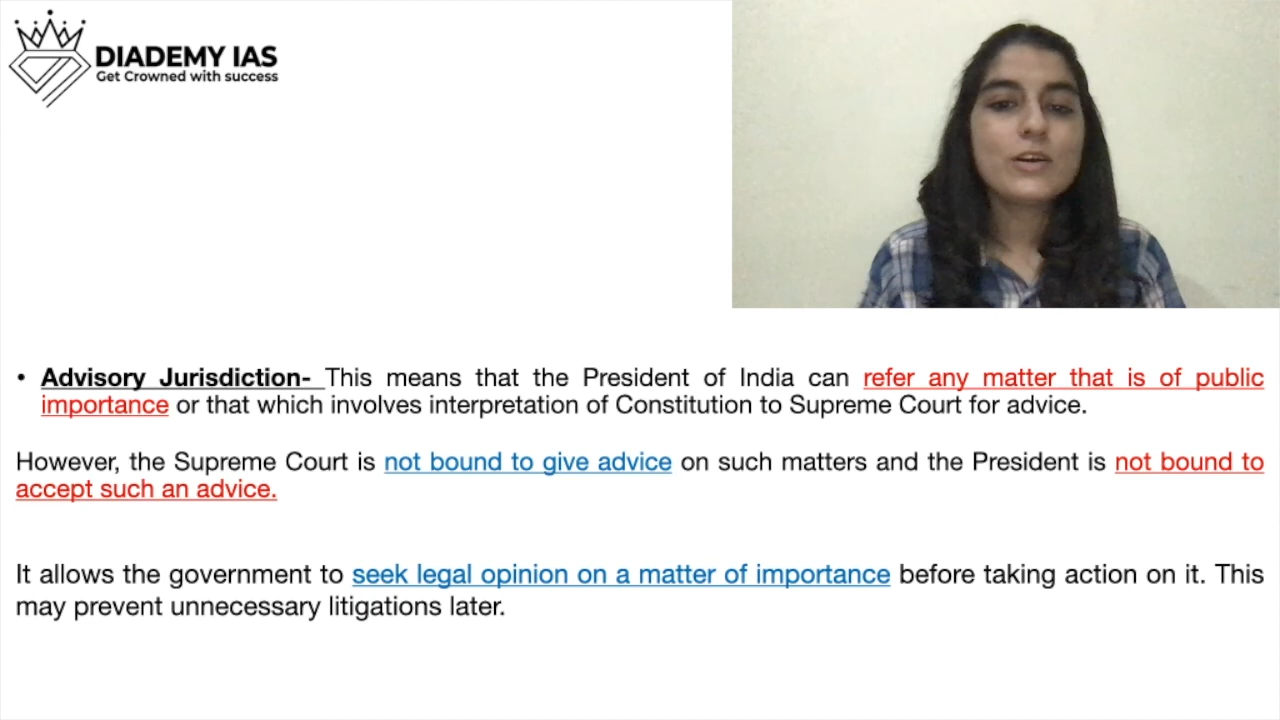 DIADEMY IAS
Get Crowned with success
• Advisory Jurisdiction- This means that the President of India can refer any matter that is of public
importance or that which involves interpretation of Constitution to Supreme Court for advice.
However, the Supreme Court is not bound to give advice on such matters and the President is not bound to
accept such an advice.
It allows the government to seek legal opinion on a matter of importance before taking action on it. This
may prevent unnecessary litigations later.